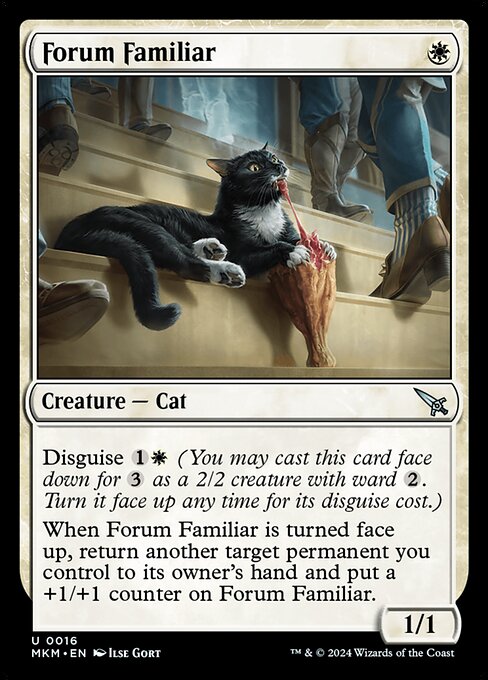 Forum Familiar
Creature — Cat
Disguise 1 (You may cast this card face
down for 3 as a 2/2 creature with ward 2.
Turn it face up any time for its disguise cost.)
When Forum Familiar is turned face
up, return another target permanent you
control to its owner's hand and put a
+1/+1 counter on Forum Familiar.
1/1
U 0016
MKM • EN Ilse Gort
™ & © 2024 Wizards of the Coast